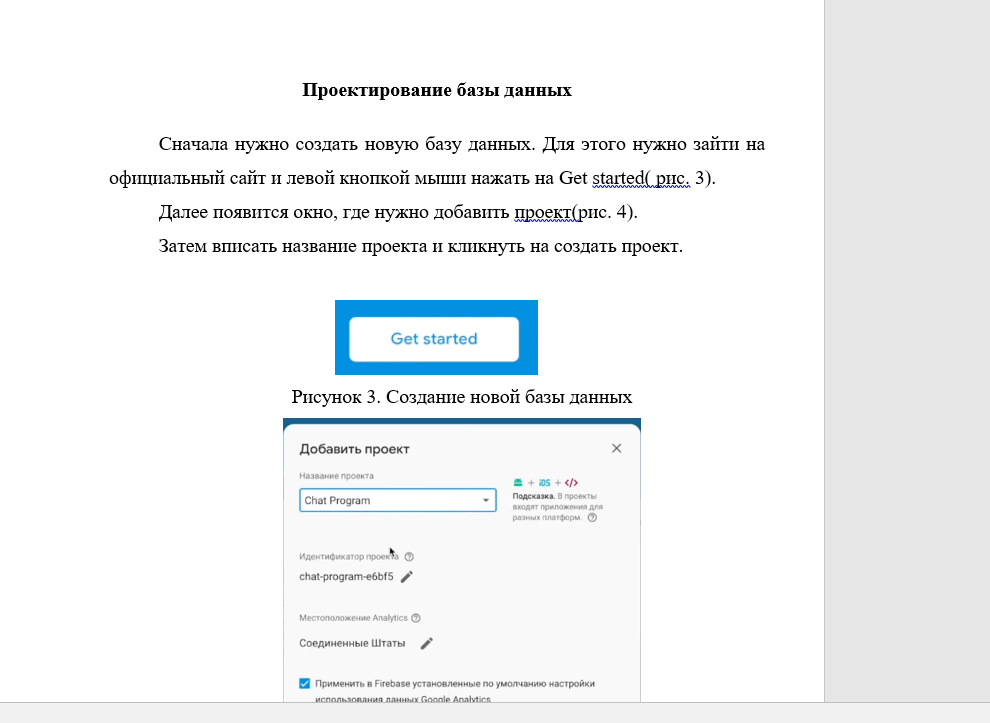 Проектирование базы данных
Сначала нужно создать новую базу данных. Для этого нужно зайти на
официальный сайт и левой кнопкой мыши нажать на Get started( рис. 3).
Далее появится окно, где нужно добавить проект(рис. 4).
Затем вписать название проекта и кликнуть на создать проект.
Get started
Рисунок 3. Создание новой базы данных
Добавить проект
Название проекта
Chat Program
+ iOS + </>
Подсказка. В проекты
входят приложения для
разных платформ.
Идентификатор проекта
chat-program-e6bf5
Местоположение Analytics
Соединенные Штаты
Применить в Firebase установленные по умолчанию настройки
использования данных Google Analytics